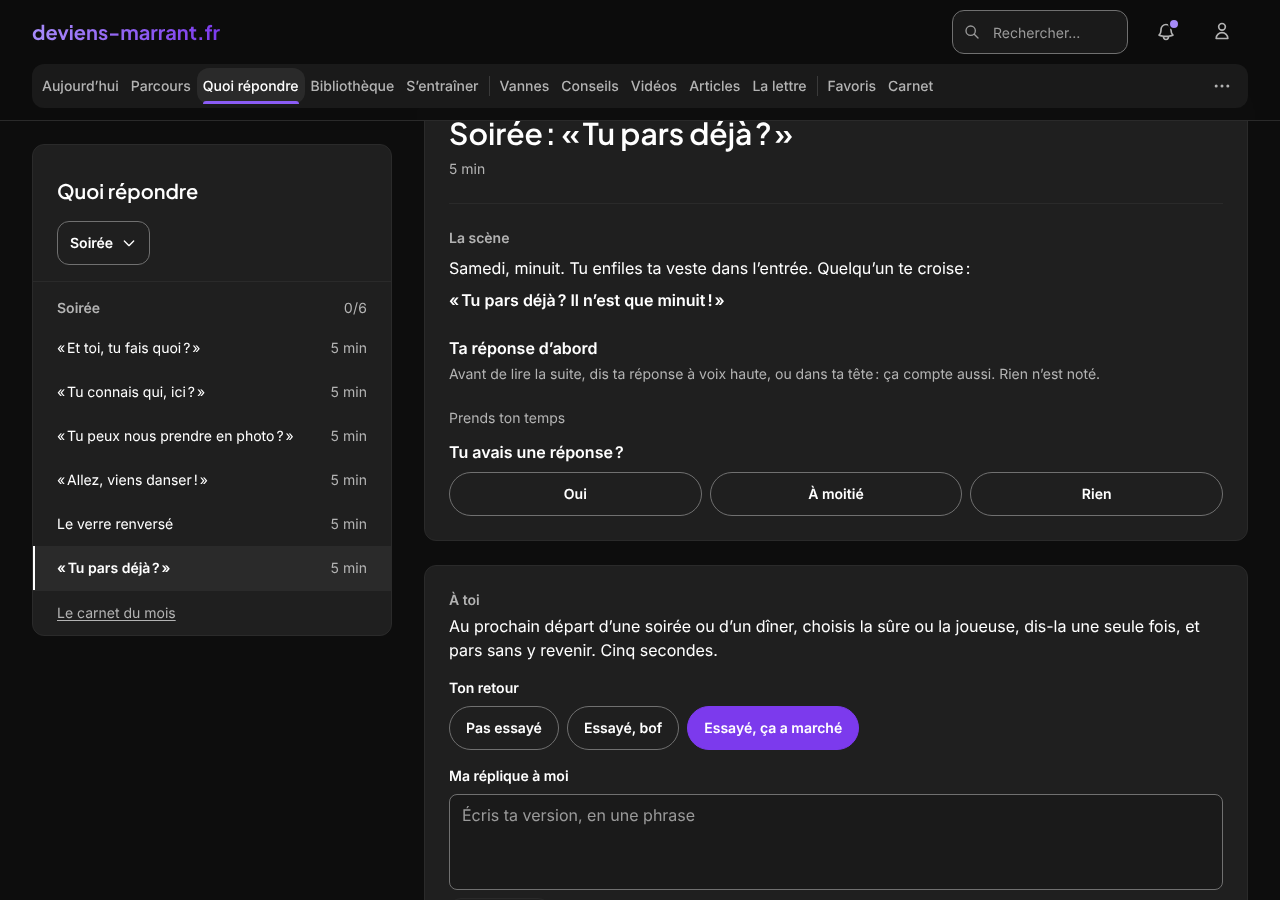 deviens-marrant.fr
Rechercher...
Aujourd’hui
Parcours
Quoi répondre
Bibliothèque
S’entraîner
Vannes
Conseils
Vidéos
Articles
La lettre
Favoris
Carnet
Quoi répondre
Soirée
Soirée 0/6
« Et toi, tu fais quoi ? » 5 min
« Tu connais qui, ici ? » 5 min
« Tu peux nous prendre en photo ? » 5 min
« Allez, viens danser ! » 5 min
Le verre renversé 5 min
« Tu pars déjà ? » 5 min
Le carnet du mois
Soirée : « Tu pars déjà ? »
5 min
La scène
Samedi, minuit. Tu enfiles ta veste dans l’entrée. Quelqu’un te croise :
« Tu pars déjà ? Il n’est que minuit ! »
Ta réponse d’abord
Avant de lire la suite, dis ta réponse à voix haute, ou dans ta tête : ça compte aussi. Rien n’est noté.
Prends ton temps
Tu avais une réponse ?
Oui
À moitié
Rien
À toi
Au prochain départ d’une soirée ou d’un dîner, choisis la sûre ou la joueuse, dis-la une seule fois, et
pars sans y revenir. Cinq secondes.
Ton retour
Pas essayé
Essayé, bof
Essayé, ça a marché
Ma réplique à moi
Écris ta version, en une phrase